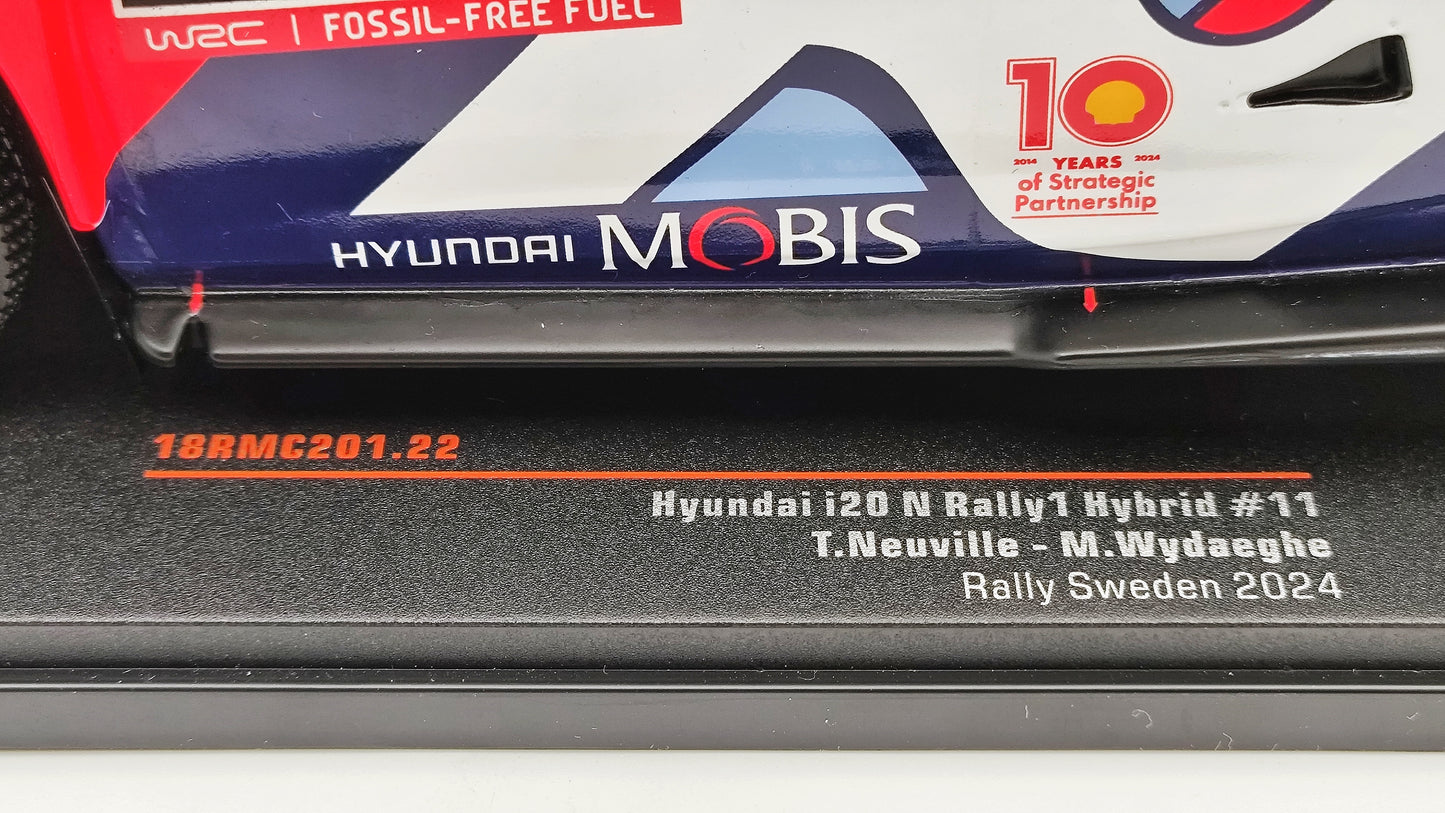 WRC | FOSSIL-FREE FUEL
10
2014 YEARS 2024
of Strategic
Partnership
HYUNDAI MOBIS
18RMC201.22
Hyundai i20 N Rally1 Hybrid #11
T.Neuville - M.Wydaeghe
Rally Sweden 2024